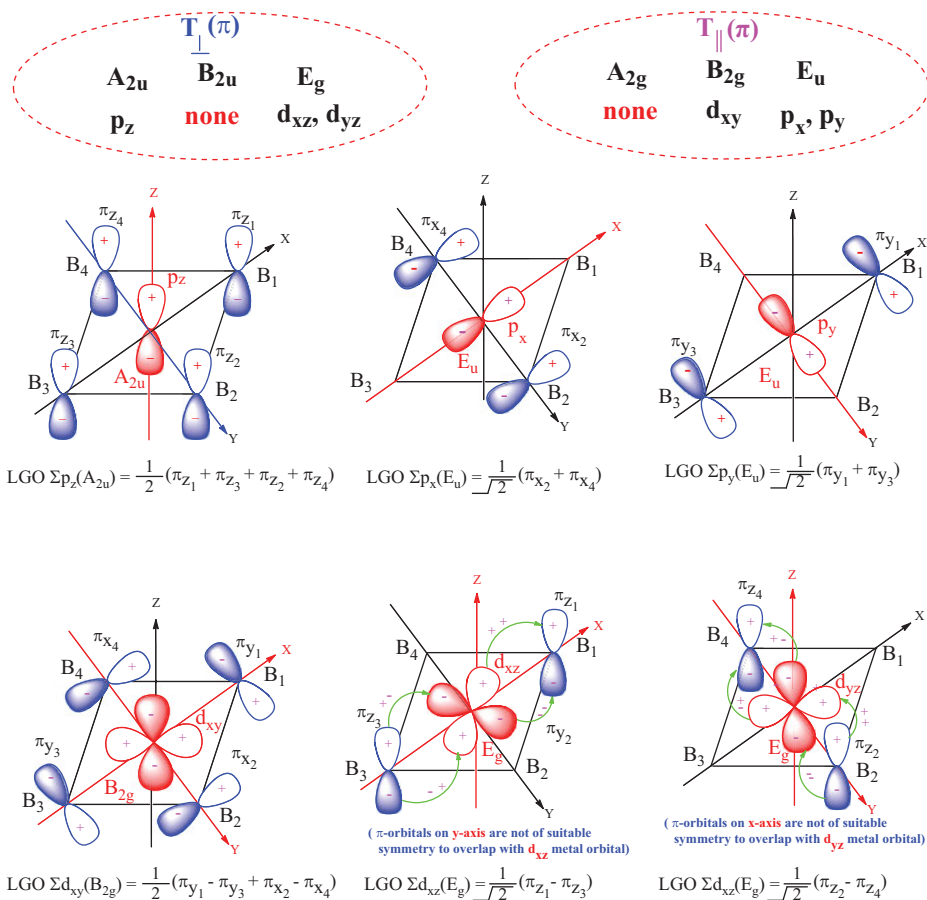 T⊥(π)
A2u B2u Eg
pz none dxz, dyz
T∥(π)
A2g B2g Eu
none dxy px, py
Z
πz4
πz1
X
B4
pz
+
+
+
B1
-
-
-
πz3
πz2
+
+
A2u
B3
B2
-
-
Y
LGO Σpz(A2u) = 1/2 (πz1 + πz3 + πz2 + πz4)
Z
X
πx4
B4
+
-
B1
+
-
px
πx2
Eu
B3
+
-
B2
Y
LGO Σpx(Eu) = 1/√2 (πx2 + πx4)
Z
X
πy1
B4
-
B1
+
-
py
πy3
+
-
Eu
+
B3
B2
Y
LGO Σpy(Eu) = 1/√2 (πy1 + πy3)
Z
X
πx4
πy1
B4
+
-
-
B1
+
-
dxy
+
+
πy3
πx2
-
-
B2g
+
B3
+
-
B2
Y
LGO Σdxy(B2g) = 1/2 (πy1 - πy3 + πx2 - πx4)
Z
πz1
X
+ +
+
B4
B1
dxz
-
+
-
-
-
-
-
πz3
πy2
+
+
Eg
B3
-
+
-
B2
Y
( π-orbitals on y-axis are not of suitable
symmetry to overlap with dxz metal orbital)
LGO Σdxz(Eg) = 1/√2 (πz1 - πz3)
Z
πz4
X
+
+ -
B4
B1
-
-
dyz
+
-
+
+
+
+
πz2
-
Eg
+
B3
-
-
B2
Y
( π-orbitals on x-axis are not of suitable
symmetry to overlap with dyz metal orbital)
LGO Σdxz(Eg) = 1/√2 (πz2 - πz4)